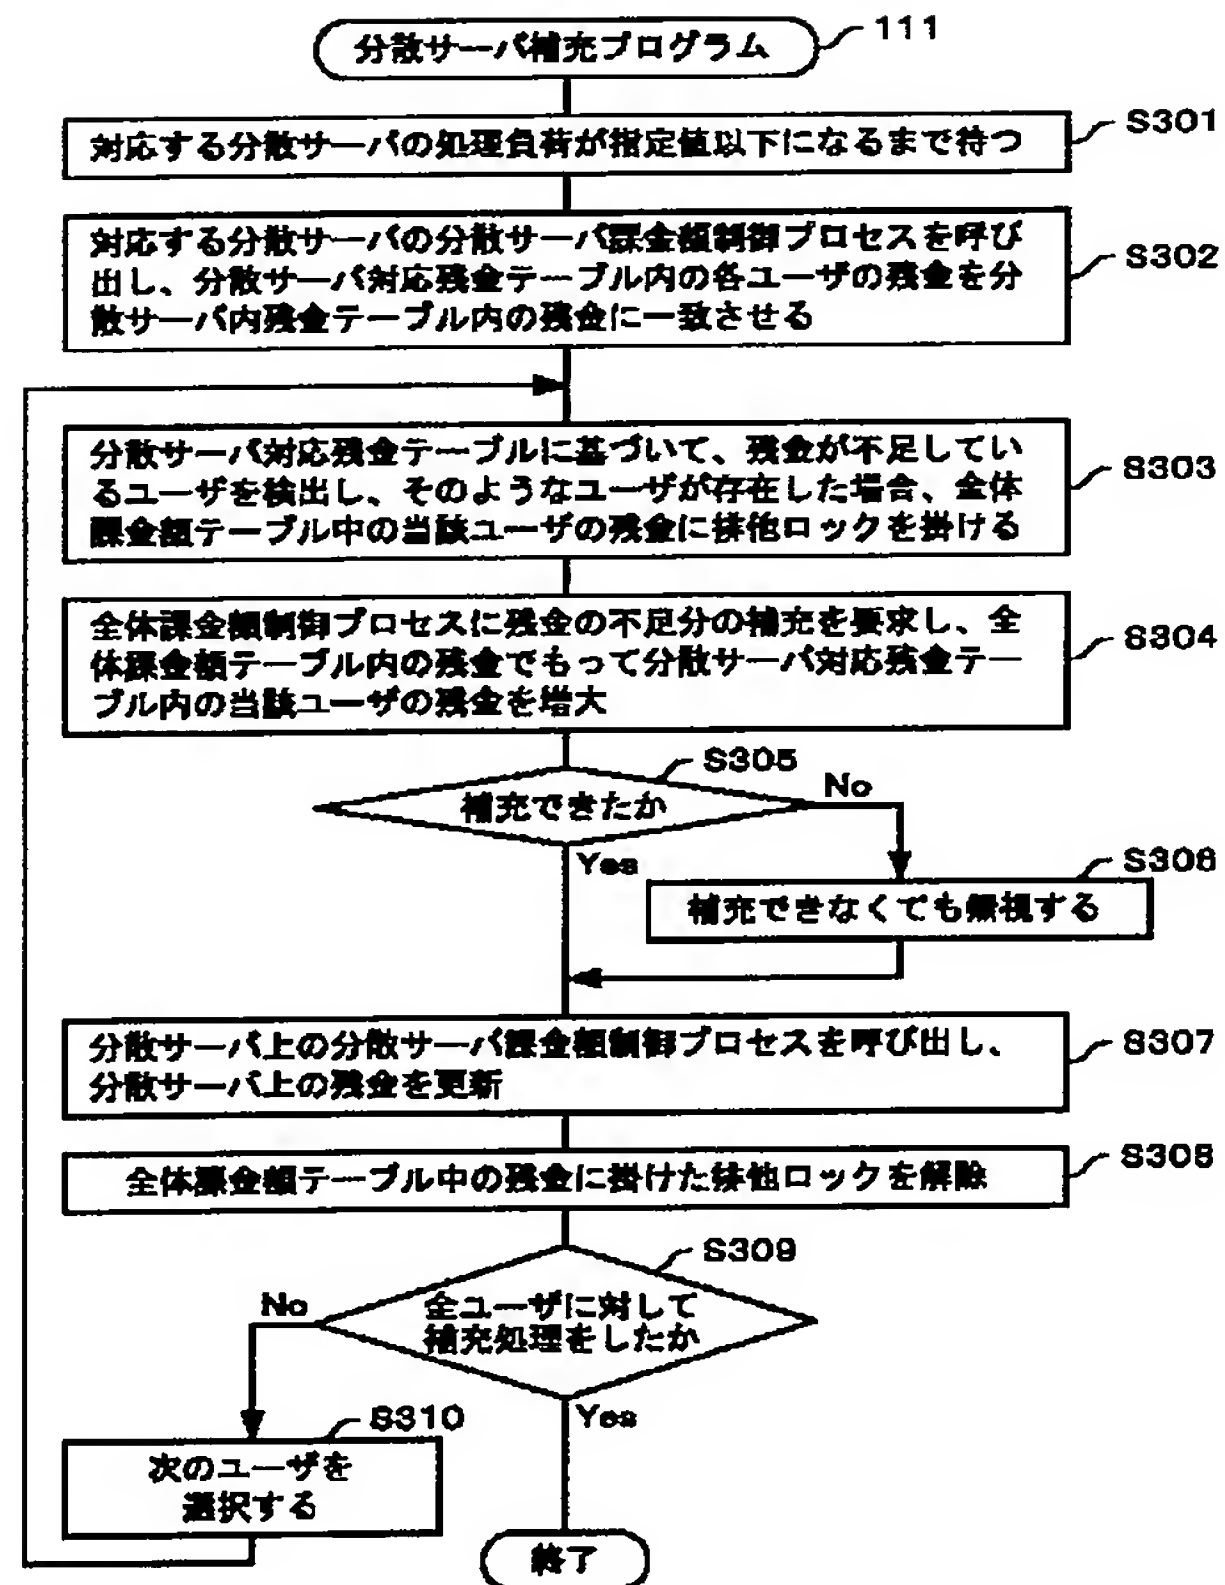 分散サーバ補充プログラム
111
対応する分散サーバの処理負荷が指定値以下になるまで待つ
S301
対応する分散サーバの分散サーバ課金額制御プロセスを呼び
出し、分散サーバ対応残金テーブル内の各ユーザの残金を分
散サーバ内残金テーブル内の残金に一致させる
S302
分散サーバ対応残金テーブルに基づいて、残金が不足してい
るユーザを検出し、そのようなユーザが存在した場合、全体
課金額テーブル中の当該ユーザの残金に排他ロックを掛ける
S303
全体課金額制御プロセスに残金の不足分の補充を要求し、全
体課金額テーブル内の残金でもって分散サーバ対応残金テー
ブル内の当該ユーザの残金を増大
S304
S305
補充できたか
No
Yes
S306
補充できなくても無視する
分散サーバ上の分散サーバ課金額制御プロセスを呼び出し、
分散サーバ上の残金を更新
S307
全体課金額テーブル中の残金に掛けた排他ロックを解除
S308
S309
全ユーザに対して
補充処理をしたか
No
Yes
S310
次のユーザを
選択する
終了